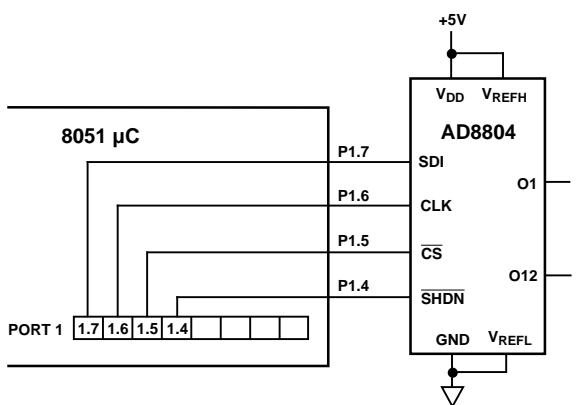 +5V
VDD VREFH
8051 µC
AD8804
P1.7 SDI
O1
P1.6 CLK
P1.5 CS
O12
P1.4 SHDN
PORT 1 1.7 1.6 1.5 1.4
GND VREFL